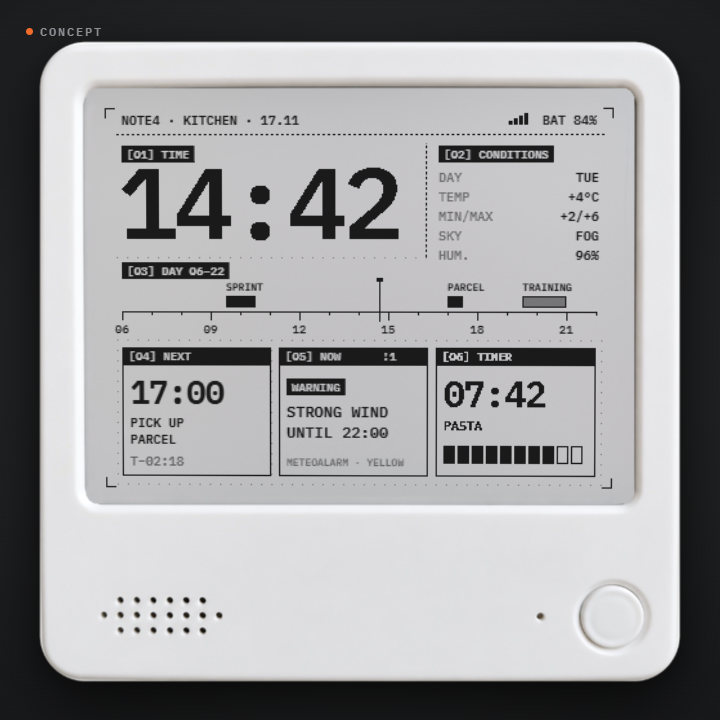 CONCEPT
NOTE4 · KITCHEN · 17.11
BAT 84%
[01] TIME
14:42
[02] CONDITIONS
DAY TUE
TEMP +4°C
MIN/MAX +2/+6
SKY FOG
HUM. 96%
[03] DAY 06–22
SPRINT
PARCEL
TRAINING
06 09 12 15 18 21
[04] NEXT
17:00
PICK UP
PARCEL
T–02:18
[05] NOW :1
WARNING
STRONG WIND
UNTIL 22:00
METEOALARM · YELLOW
[06] TIMER
07:42
PASTA